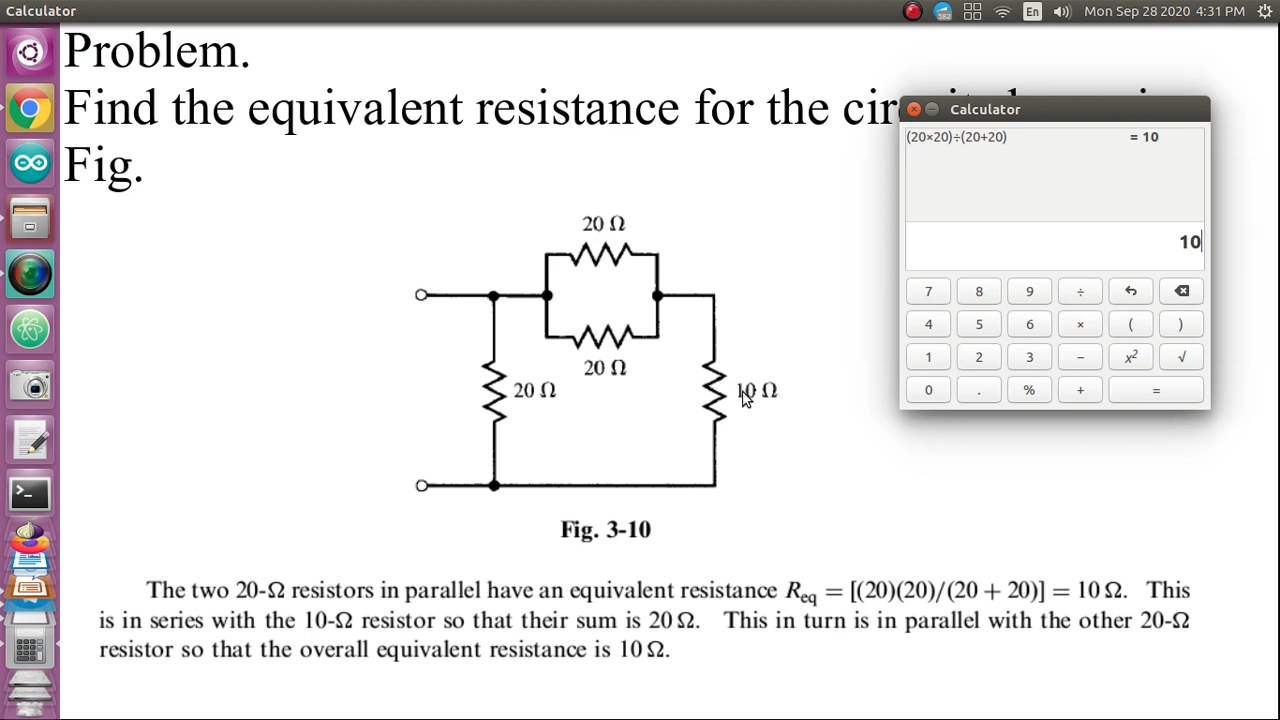 Calculator
En
Mon Sep 28 2020 4:31 PM
Problem.
Find the equivalent resistance for the
Fig.
Calculator
(20×20)÷(20+20) = 10
10
7 8 9 ÷
4 5 6 × ( )
1 2 3 − x² √
0 . % + =
20 Ω
20 Ω
20 Ω
10 Ω
Fig. 3-10
The two 20-Ω resistors in parallel have an equivalent resistance Req = [(20)(20)/(20 + 20)] = 10 Ω. This
is in series with the 10-Ω resistor so that their sum is 20 Ω. This in turn is in parallel with the other 20-Ω
resistor so that the overall equivalent resistance is 10 Ω.